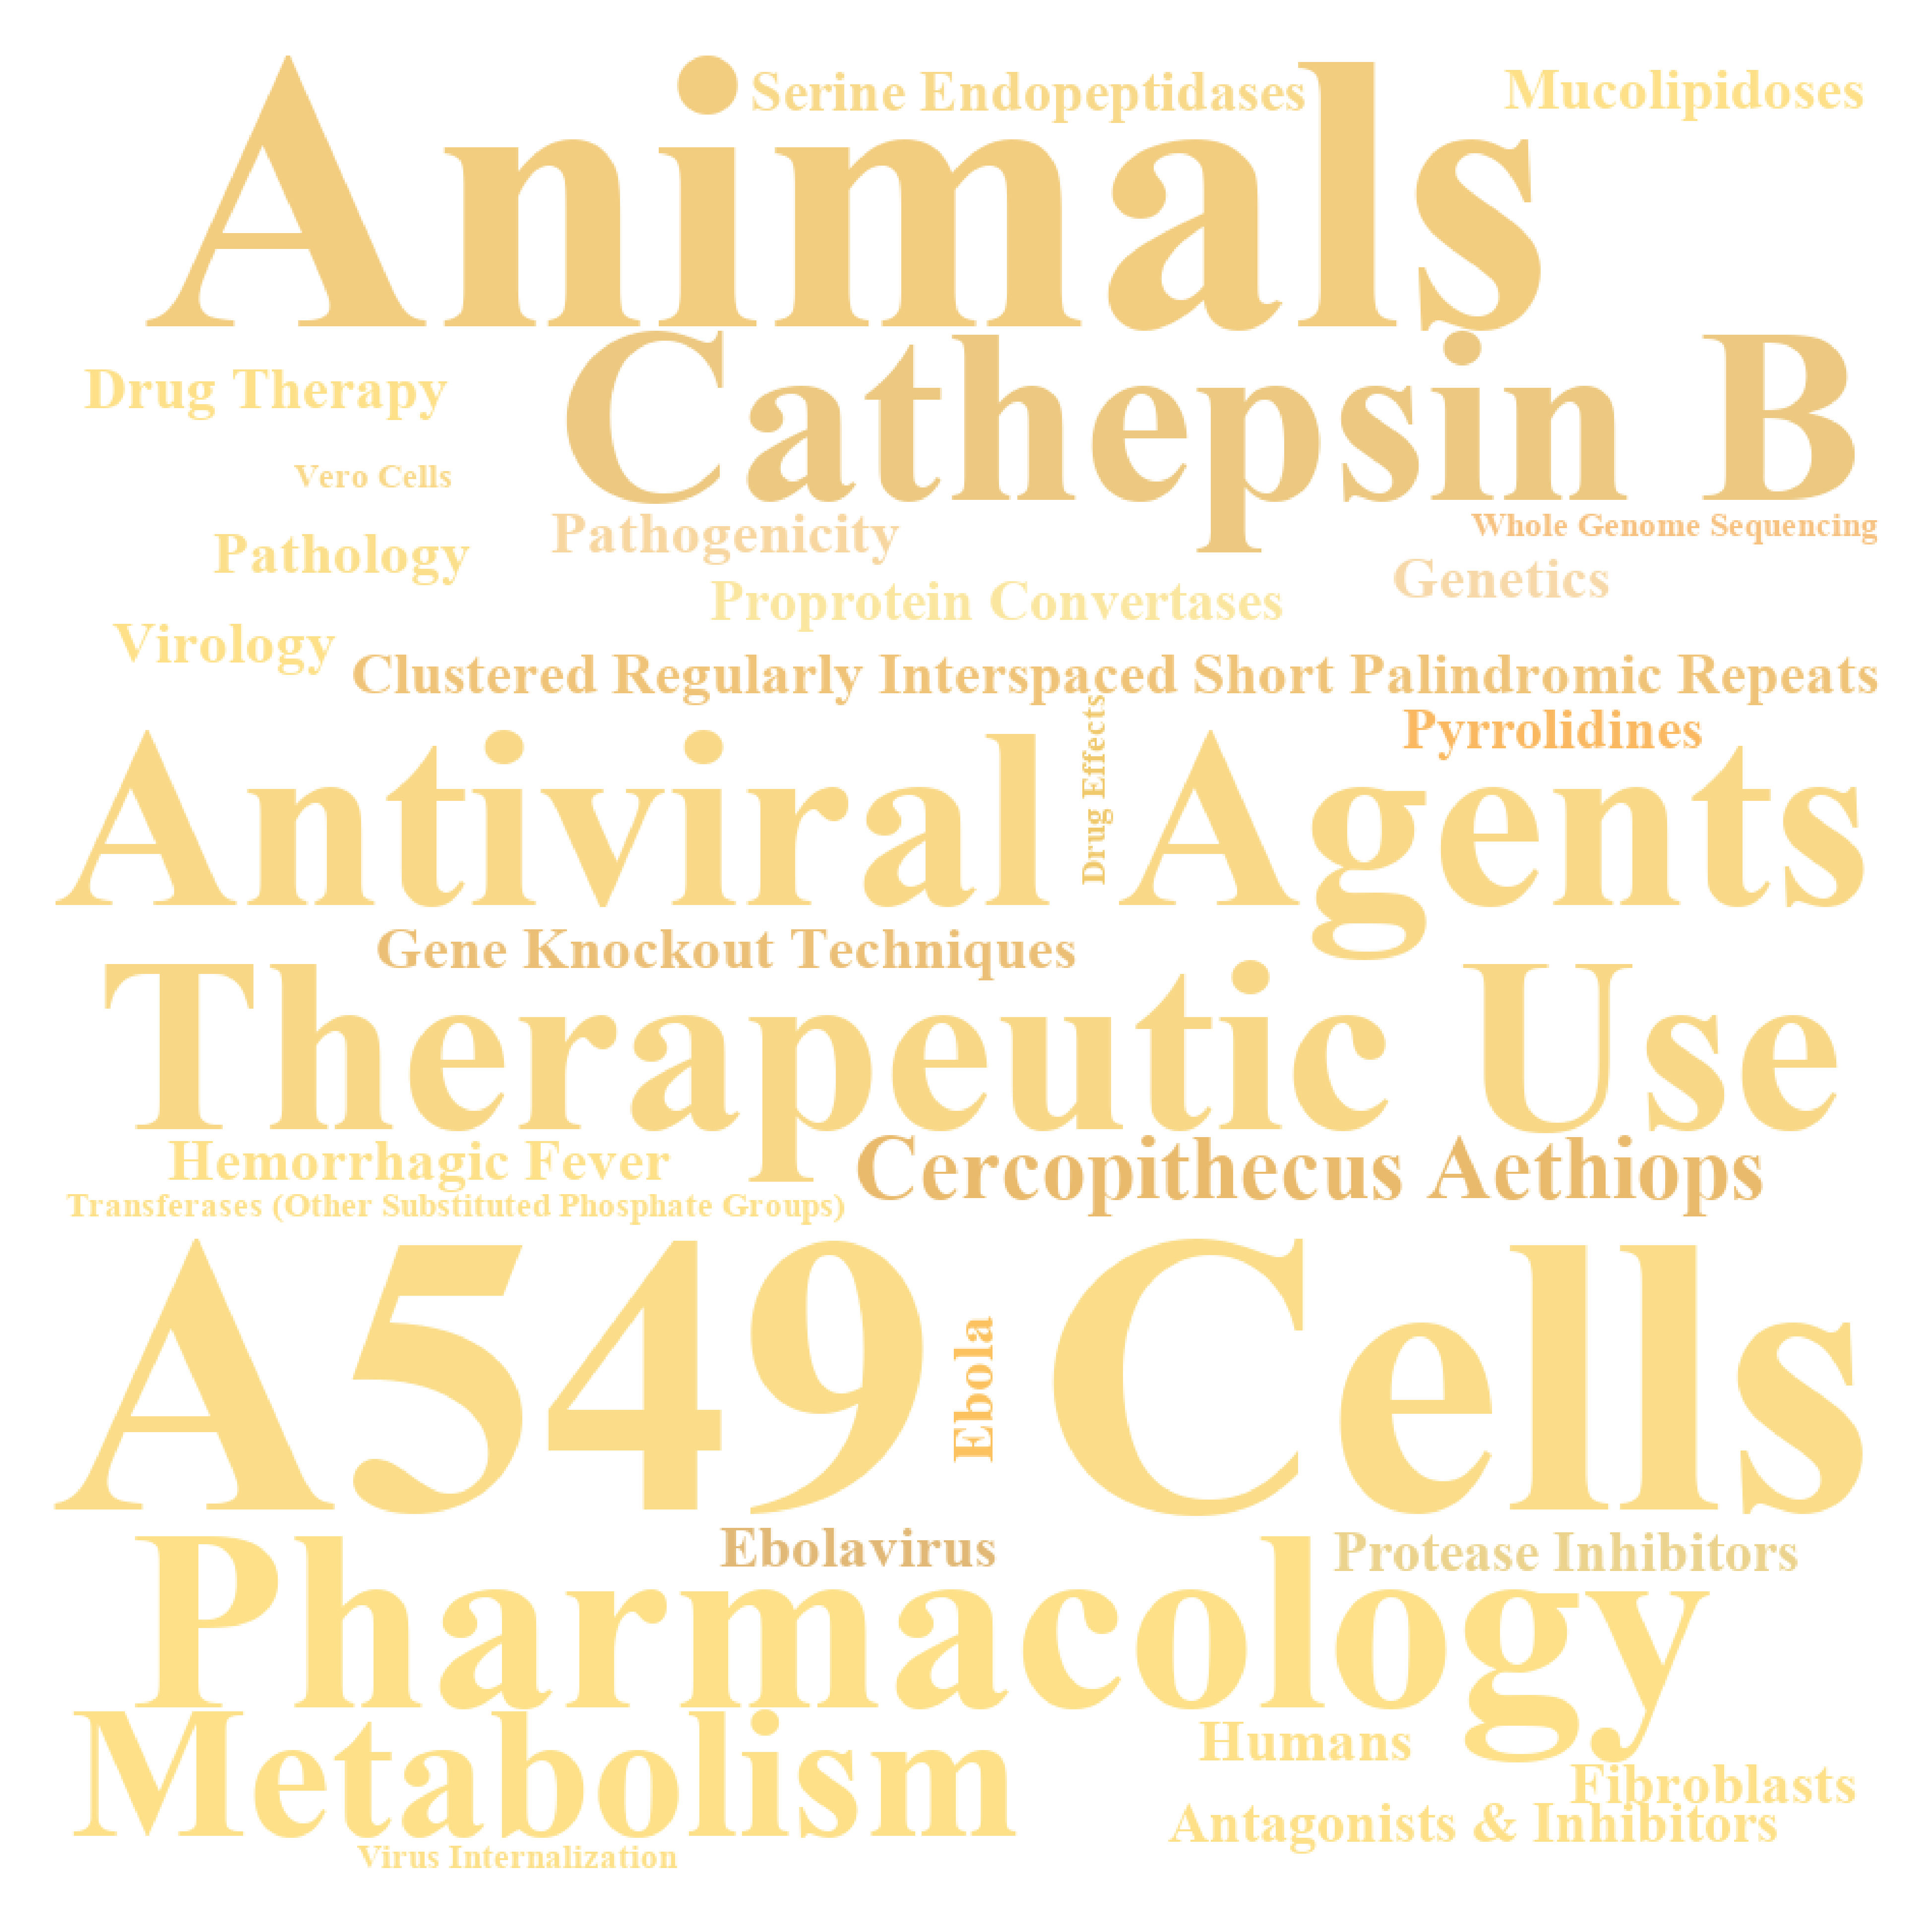 Serine Endopeptidases
Mucolipidoses
Animals
Cathepsin B
Drug Therapy
Vero Cells
Pathogenicity
Whole Genome Sequencing
Pathology
Genetics
Proprotein Convertases
Virology
Clustered Regularly Interspaced Short Palindromic Repeats
Pyrrolidines
Drug Effects
Antiviral Agents
Gene Knockout Techniques
Therapeutic Use
Hemorrhagic Fever
Cercopithecus Aethiops
Transferases (Other Substituted Phosphate Groups)
A549 Cells
Ebola
Ebolavirus
Protease Inhibitors
Pharmacology
Metabolism
Humans
Fibroblasts
Antagonists & Inhibitors
Virus Internalization